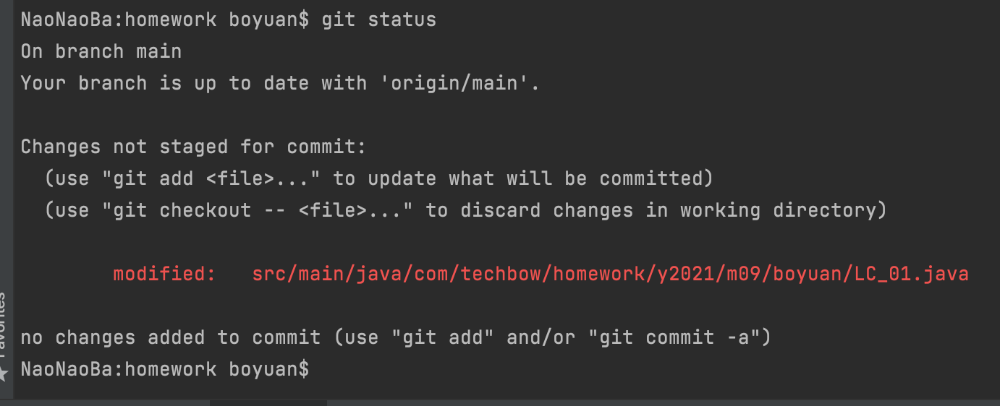 NaoNaoBa:homework boyuan$ git status
On branch main
Your branch is up to date with 'origin/main'.
Changes not staged for commit:
(use "git add <file>..." to update what will be committed)
(use "git checkout -- <file>..." to discard changes in working directory)
modified: src/main/java/com/techbow/homework/y2021/m09/boyuan/LC_01.java
no changes added to commit (use "git add" and/or "git commit -a")
NaoNaoBa:homework boyuan$
Favorites